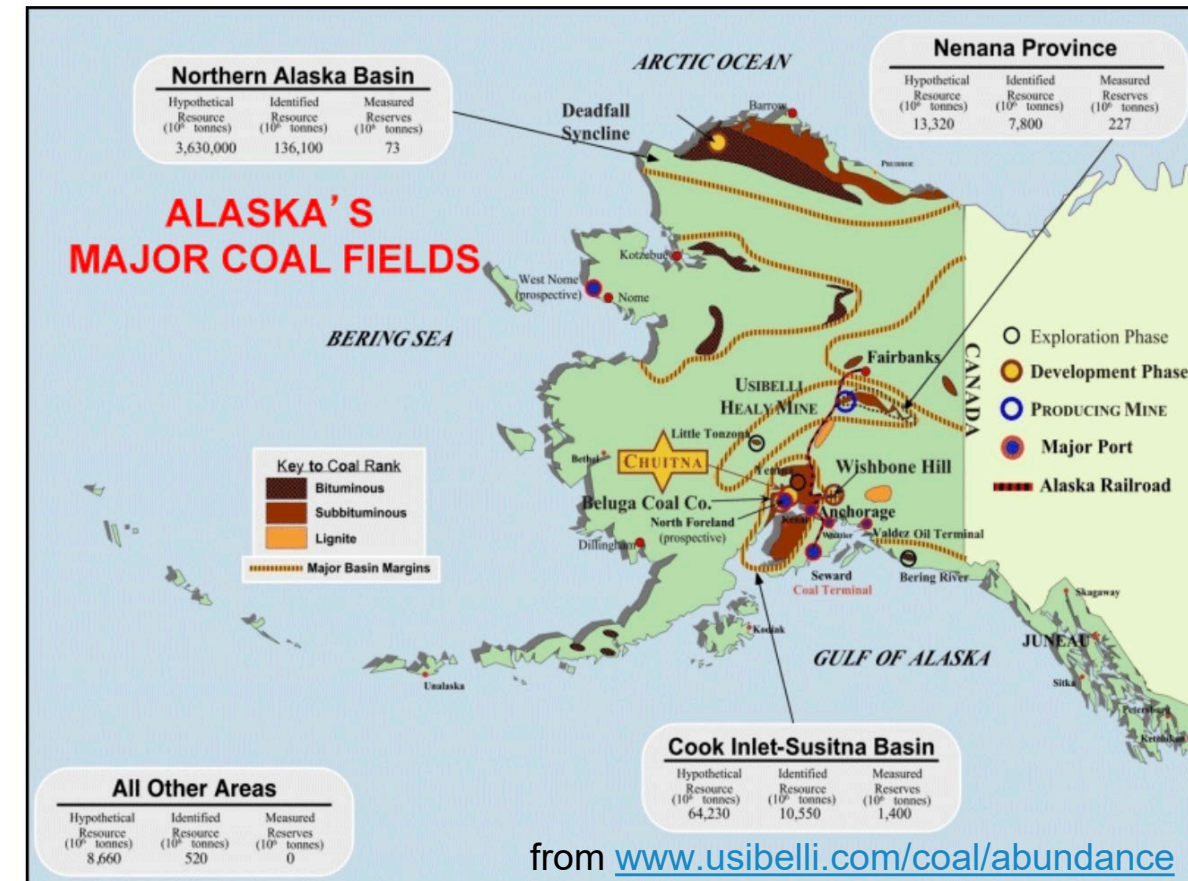 Northern Alaska Basin
Hypothetical Resource (10⁶ tonnes)
Identified Resource (10⁶ tonnes)
Measured Reserves (10⁶ tonnes)
3,630,000 136,100 73
ARCTIC OCEAN
Nenana Province
Hypothetical Resource (10⁶ tonnes)
Identified Resource (10⁶ tonnes)
Measured Reserves (10⁶ tonnes)
13,320 7,800 227
Deadfall
Syncline
Barrow
ALASKA'S
MAJOR COAL FIELDS
Kotzebue
West Nome
(prospective)
Nome
BERING SEA
Fairbanks
CANADA
USIBELLI
HEALY MINE
Exploration Phase
Development Phase
PRODUCING MINE
Major Port
Alaska Railroad
Little Tonzona
Bethel
CHUITNA
Wishbone Hill
Key to Coal Rank
Bituminous
Subbituminous
Lignite
Major Basin Margins
Beluga Coal Co.
Anchorage
North Foreland
(prospective)
Kenai
Whittier
Valdez Oil Terminal
Dillingham
Seward
Coal Terminal
Bering River
Skagaway
Kodiak
JUNEAU
GULF OF ALASKA
Sitka
Unalaska
Petersburg
Ketchikan
Cook Inlet-Susitna Basin
Hypothetical Resource (10⁶ tonnes)
Identified Resource (10⁶ tonnes)
Measured Reserves (10⁶ tonnes)
64,230 10,550 1,400
All Other Areas
Hypothetical Resource (10⁶ tonnes)
Identified Resource (10⁶ tonnes)
Measured Reserves (10⁶ tonnes)
8,660 520 0
from www.usibelli.com/coal/abundance